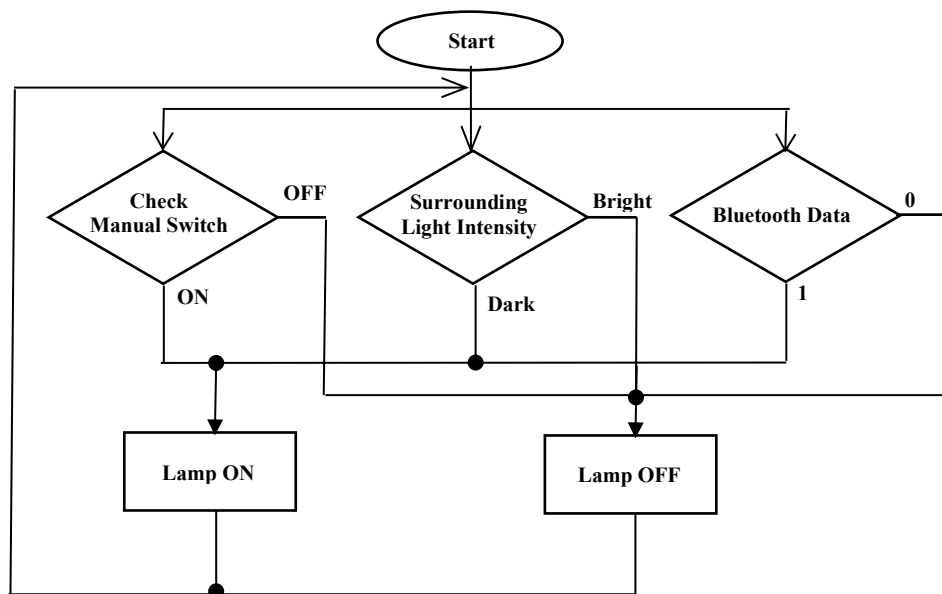 Start
Check
Manual Switch
OFF
ON
Surrounding
Light Intensity
Bright
Dark
Bluetooth Data
0
1
Lamp ON
Lamp OFF